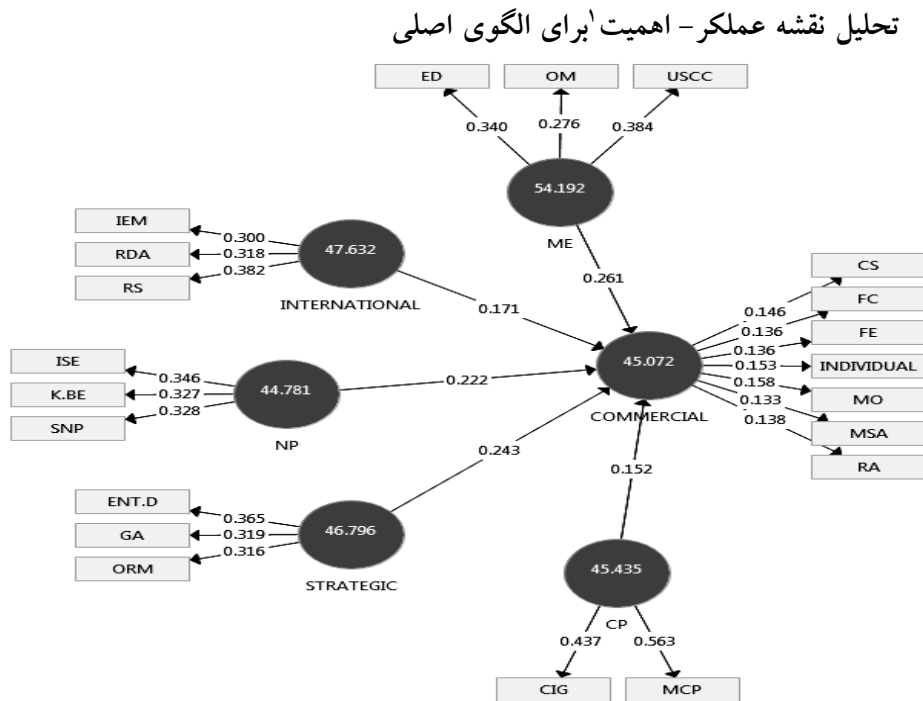 تحلیل نقشه عملکر- اهمیت۱برای الگوی اصلی
ED OM USCC
0.340 0.276 0.384
54.192
ME
IEM
RDA
RS
0.300
0.318
0.382
47.632
INTERNATIONAL
0.261
0.171
CS
FC
FE
INDIVIDUAL
MO
MSA
RA
0.146
0.136
0.136
0.153
0.158
0.133
0.138
45.072
COMMERCIAL
ISE
K.BE
SNP
0.346
0.327
0.328
44.781
NP
0.222
0.243
0.152
ENT.D
GA
ORM
0.365
0.319
0.316
46.796
STRATEGIC
45.435
CP
0.437 0.563
CIG MCP